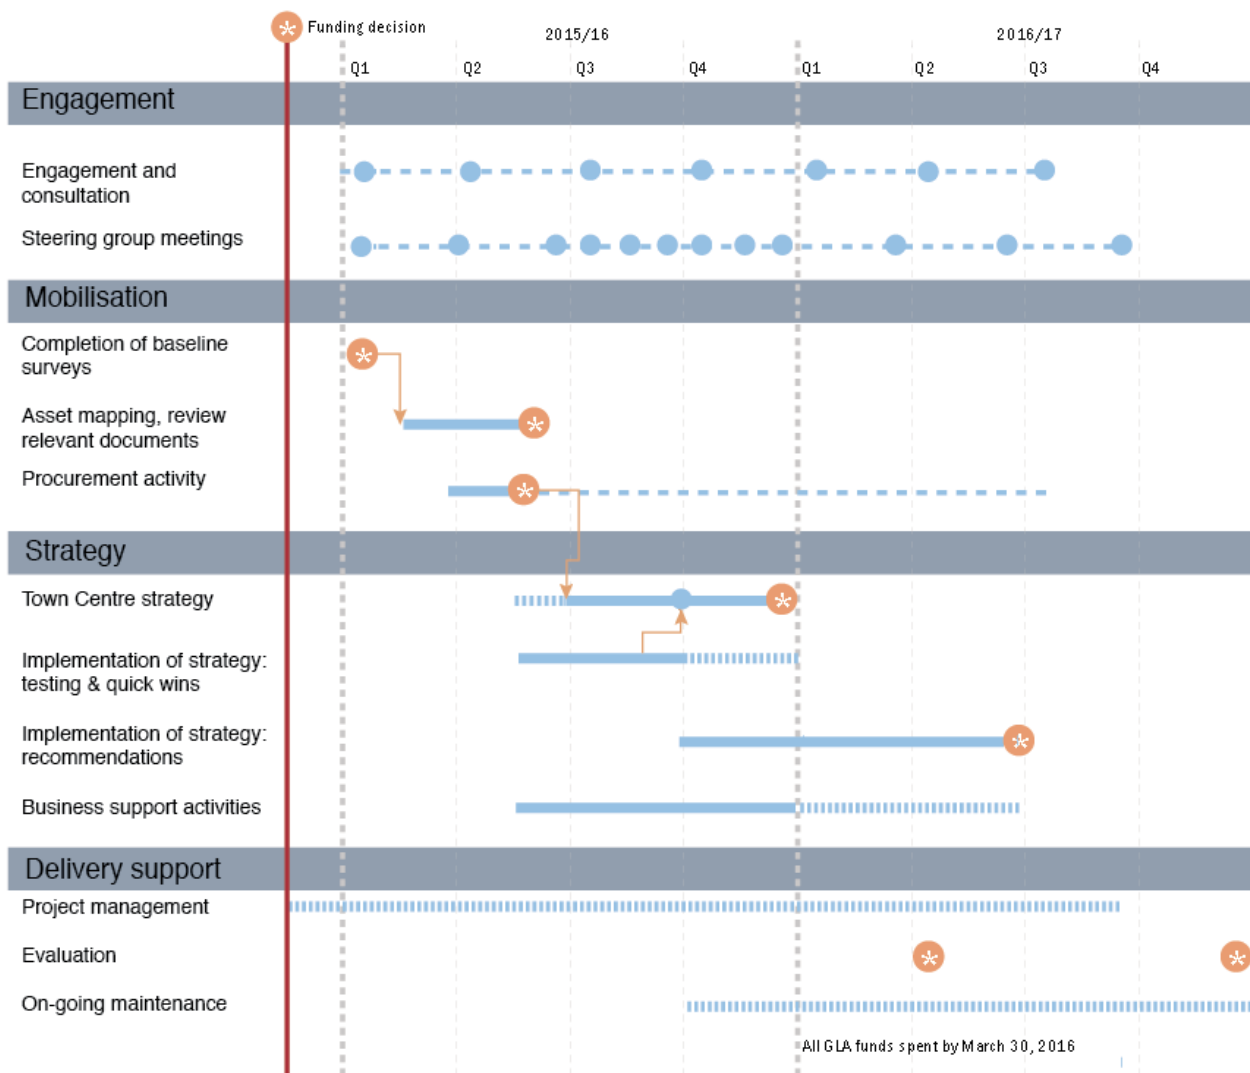 Funding decision
2015/16
2016/17
Q1
Q2
Q3
Q4
Q1
Q2
Q3
Q4
Engagement
Engagement and
consultation
Steering group meetings
Mobilisation
Completion of baseline
surveys
Asset mapping, review
relevant documents
Procurement activity
Strategy
Town Centre strategy
Implementation of strategy:
testing & quick wins
Implementation of strategy:
recommendations
Business support activities
Delivery support
Project management
Evaluation
On-going maintenance
All GLA funds spent by March 30, 2016